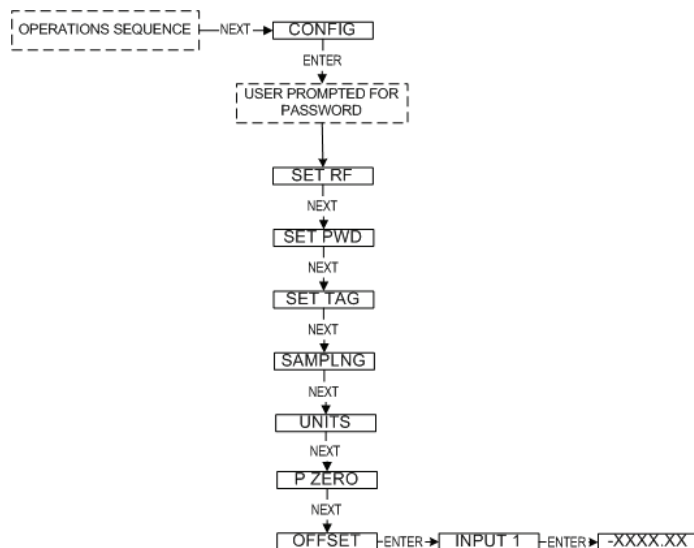 OPERATIONS SEQUENCE
NEXT
CONFIG
ENTER
USER PROMPTED FOR
PASSWORD
SET RF
NEXT
SET PWD
NEXT
SET TAG
NEXT
SAMPLNG
NEXT
UNITS
NEXT
P ZERO
NEXT
OFFSET
ENTER
INPUT 1
ENTER
-XXXX.XX